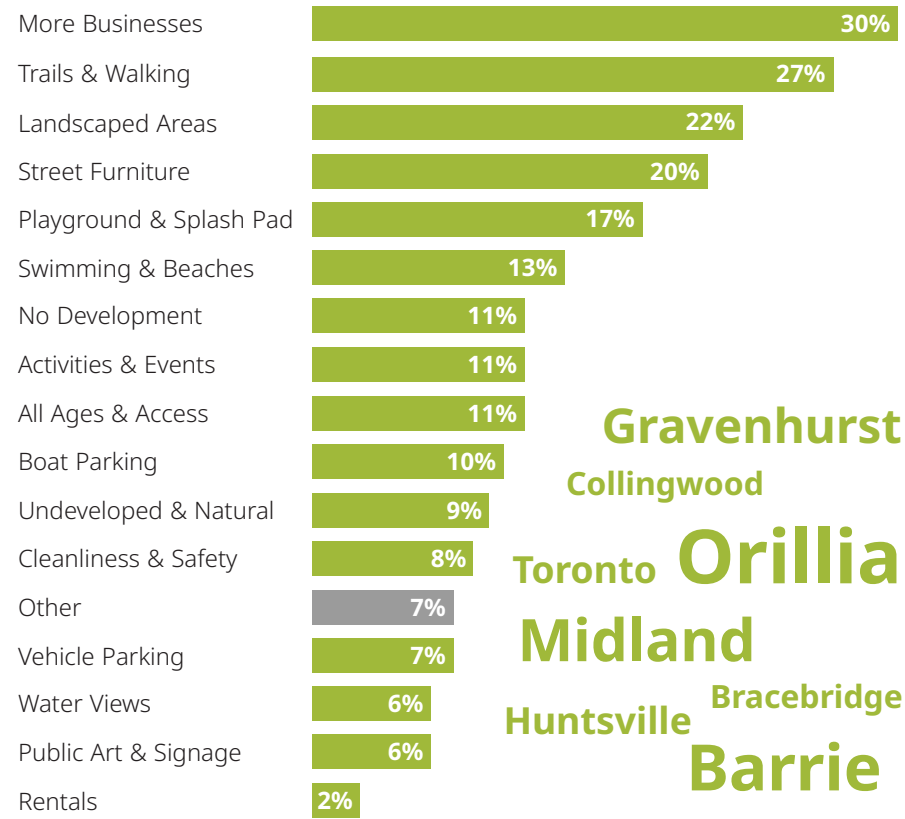 More Businesses 30%
Trails & Walking 27%
Landscaped Areas 22%
Street Furniture 20%
Playground & Splash Pad 17%
Swimming & Beaches 13%
No Development 11%
Activities & Events 11%
All Ages & Access 11%
Boat Parking 10%
Undeveloped & Natural 9%
Cleanliness & Safety 8%
Other 7%
Vehicle Parking 7%
Water Views 6%
Public Art & Signage 6%
Rentals 2%
Gravenhurst
Collingwood
Toronto Orillia
Midland
Bracebridge
Huntsville
Barrie